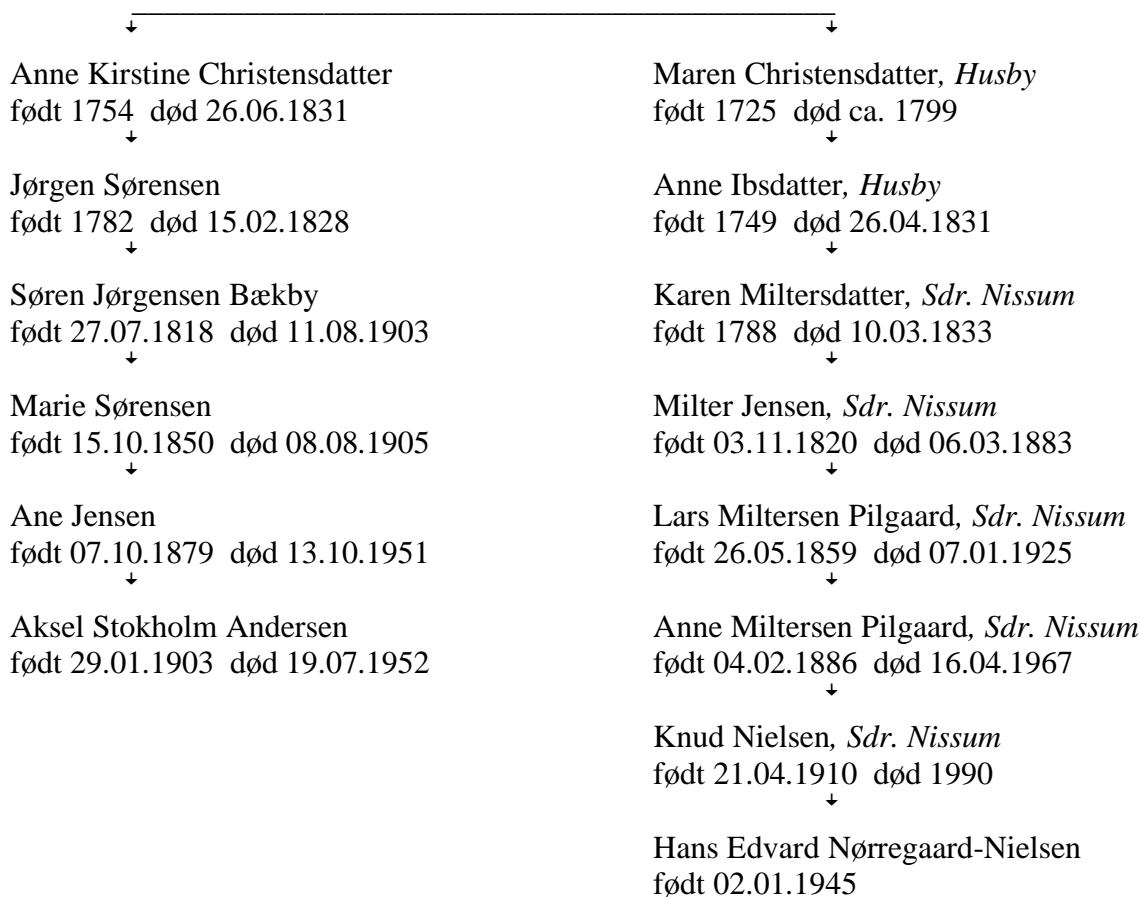 Anne Kirstine Christensdatter
født 1754 død 26.06.1831
Jørgen Sørensen
født 1782 død 15.02.1828
Søren Jørgensen Bækby
født 27.07.1818 død 11.08.1903
Marie Sørensen
født 15.10.1850 død 08.08.1905
Ane Jensen
født 07.10.1879 død 13.10.1951
Aksel Stokholm Andersen
født 29.01.1903 død 19.07.1952
Maren Christensdatter, Husby
født 1725 død ca. 1799
Anne Ibsdatter, Husby
født 1749 død 26.04.1831
Karen Miltersdatter, Sdr. Nissum
født 1788 død 10.03.1833
Milter Jensen, Sdr. Nissum
født 03.11.1820 død 06.03.1883
Lars Miltersen Pilgaard, Sdr. Nissum
født 26.05.1859 død 07.01.1925
Anne Miltersen Pilgaard, Sdr. Nissum
født 04.02.1886 død 16.04.1967
Knud Nielsen, Sdr. Nissum
født 21.04.1910 død 1990
Hans Edvard Nørregaard-Nielsen
født 02.01.1945